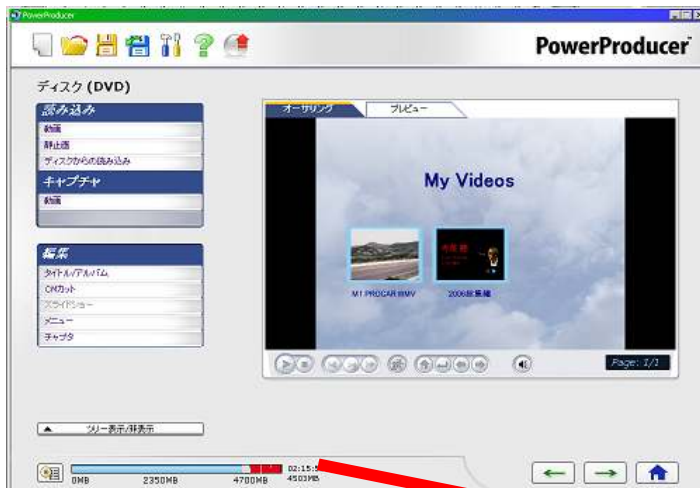 PowerProducer
PowerProducer
ディスク (DVD)
読み込み
動画
静止画
ディスクからの読み込み
キャプチャ
動画
編集
タイトル/アルバム
CMカット
スライドショー
メニュー
チャプタ
ツリー表示/非表示
オーサリング
プレビュー
My Videos
M1 PROCAR.WMV
2006総集編
Page: 1/1
0MB
2350MB
4700MB
4503MB